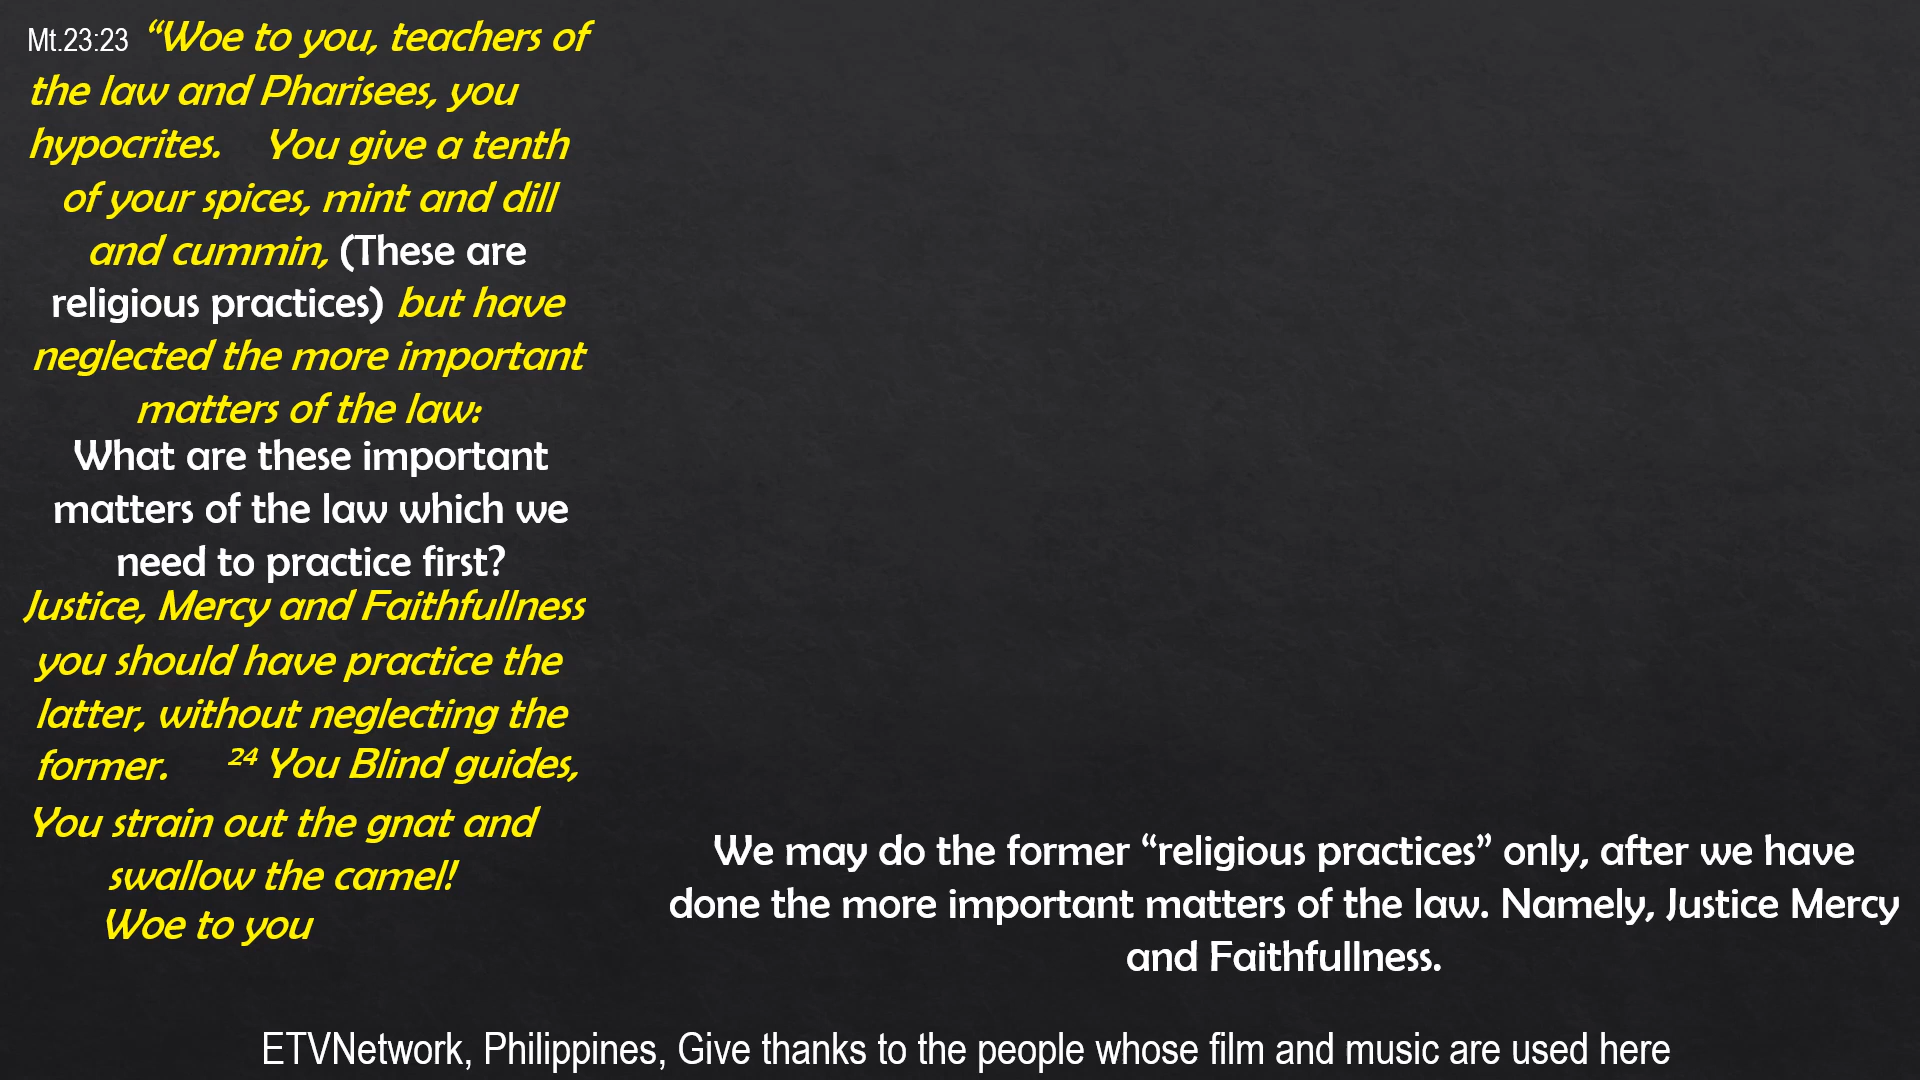 Mt.23:23 “Woe to you, teachers of
the law and Pharisees, you
hypocrites. You give a tenth
of your spices, mint and dill
and cummin, (These are
religious practices) but have
neglected the more important
matters of the law:
What are these important
matters of the law which we
need to practice first?
Justice, Mercy and Faithfullness
you should have practice the
latter, without neglecting the
former. 24 You Blind guides,
You strain out the gnat and
swallow the camel!
Woe to you
We may do the former “religious practices” only, after we have
done the more important matters of the law. Namely, Justice Mercy
and Faithfullness.
ETVNetwork, Philippines, Give thanks to the people whose film and music are used here